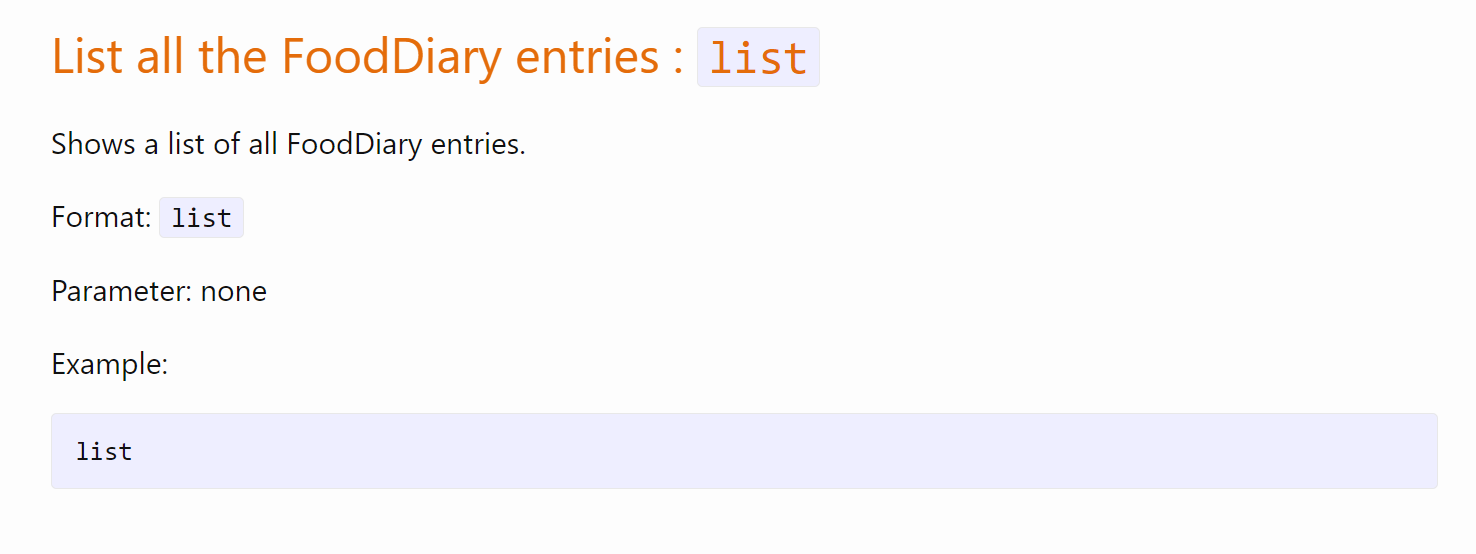 List all the FoodDiary entries : list
Shows a list of all FoodDiary entries.
Format: list
Parameter: none
Example:
list